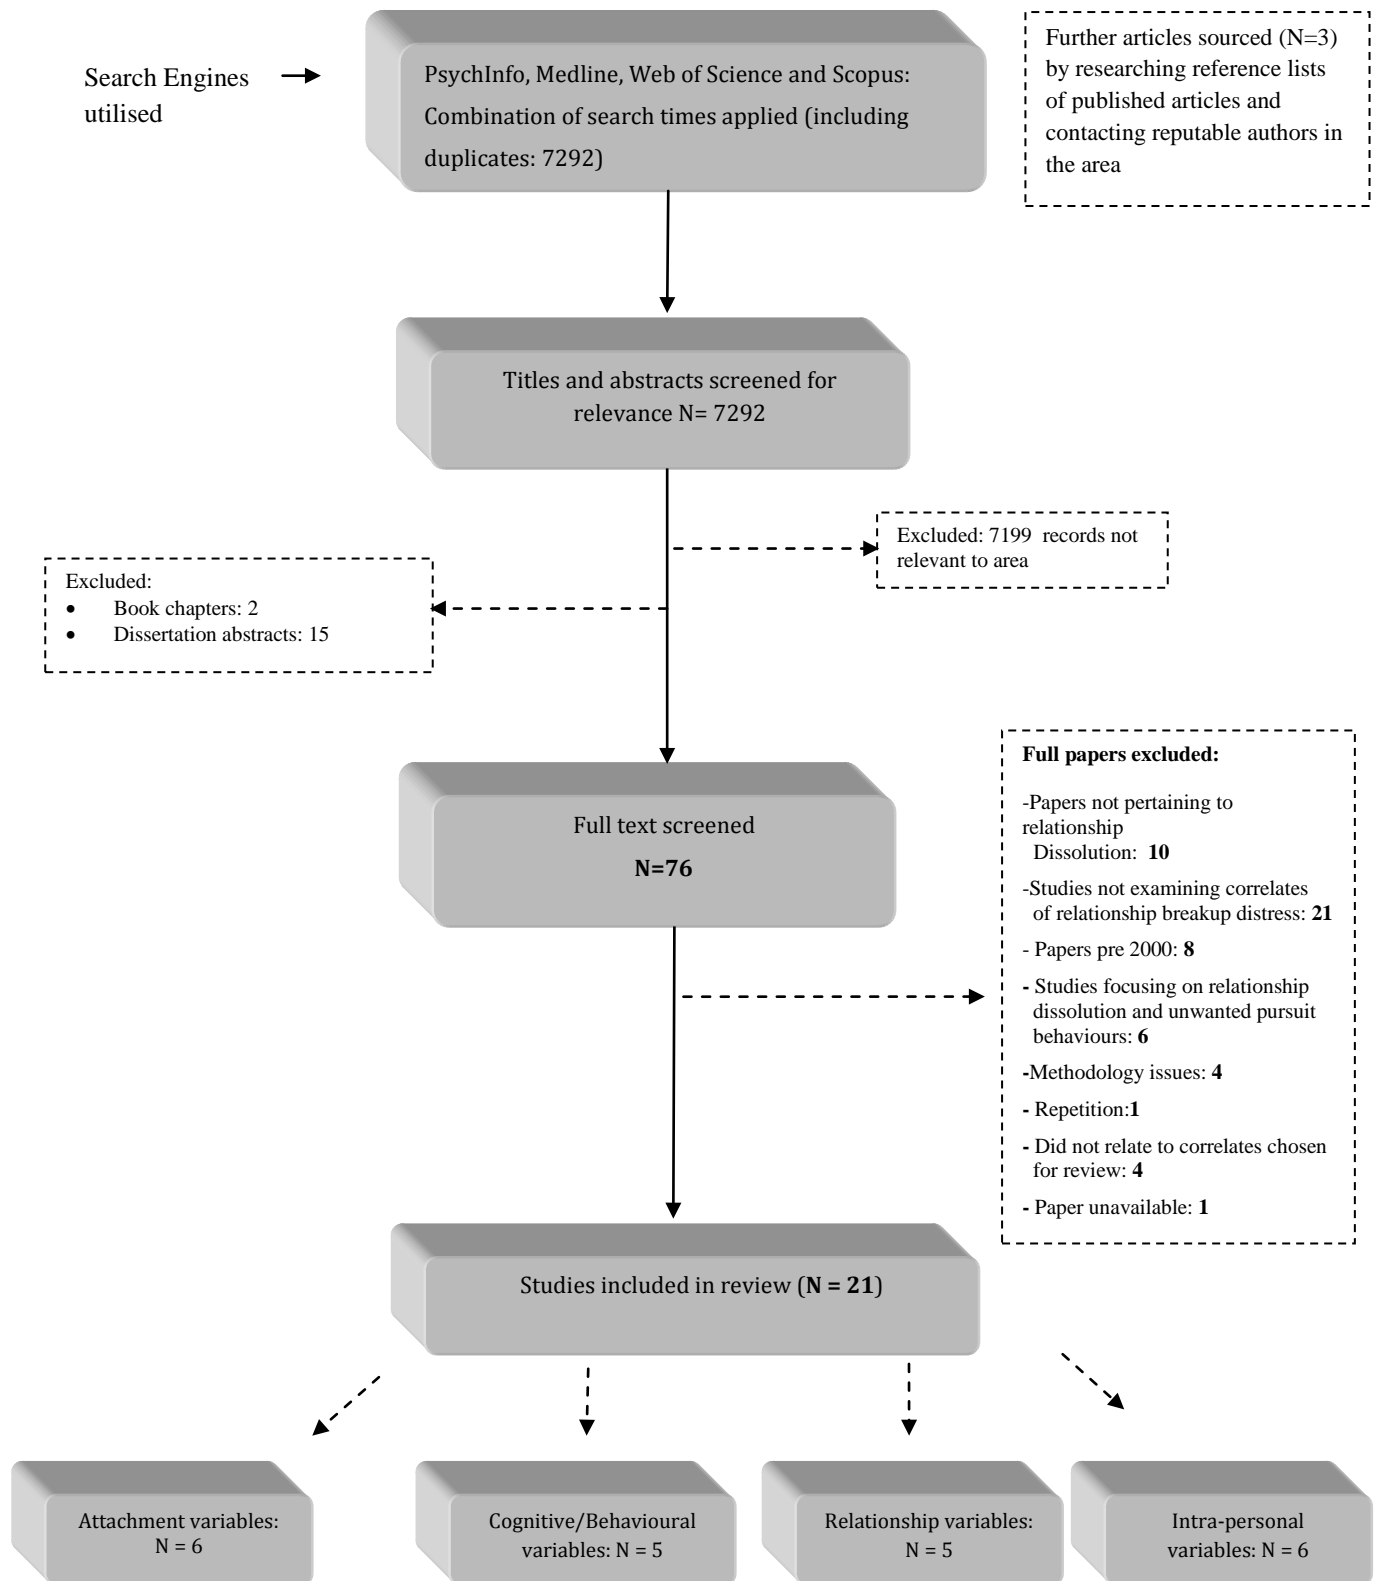 Search Engines
utilised
PsychInfo, Medline, Web of Science and Scopus:
Combination of search times applied (including
duplicates: 7292)
Further articles sourced (N=3)
by researching reference lists
of published articles and
contacting reputable authors in
the area
Titles and abstracts screened for
relevance N= 7292
Excluded: 7199 records not
relevant to area
Excluded:
• Book chapters: 2
• Dissertation abstracts: 15
Full text screened
N=76
Full papers excluded:
-Papers not pertaining to
relationship
Dissolution: 10
-Studies not examining correlates
of relationship breakup distress: 21
- Papers pre 2000: 8
- Studies focusing on relationship
dissolution and unwanted pursuit
behaviours: 6
-Methodology issues: 4
- Repetition:1
- Did not relate to correlates chosen
for review: 4
- Paper unavailable: 1
Studies included in review (N = 21)
Attachment variables:
N = 6
Cognitive/Behavioural
variables: N = 5
Relationship variables:
N = 5
Intra-personal
variables: N = 6